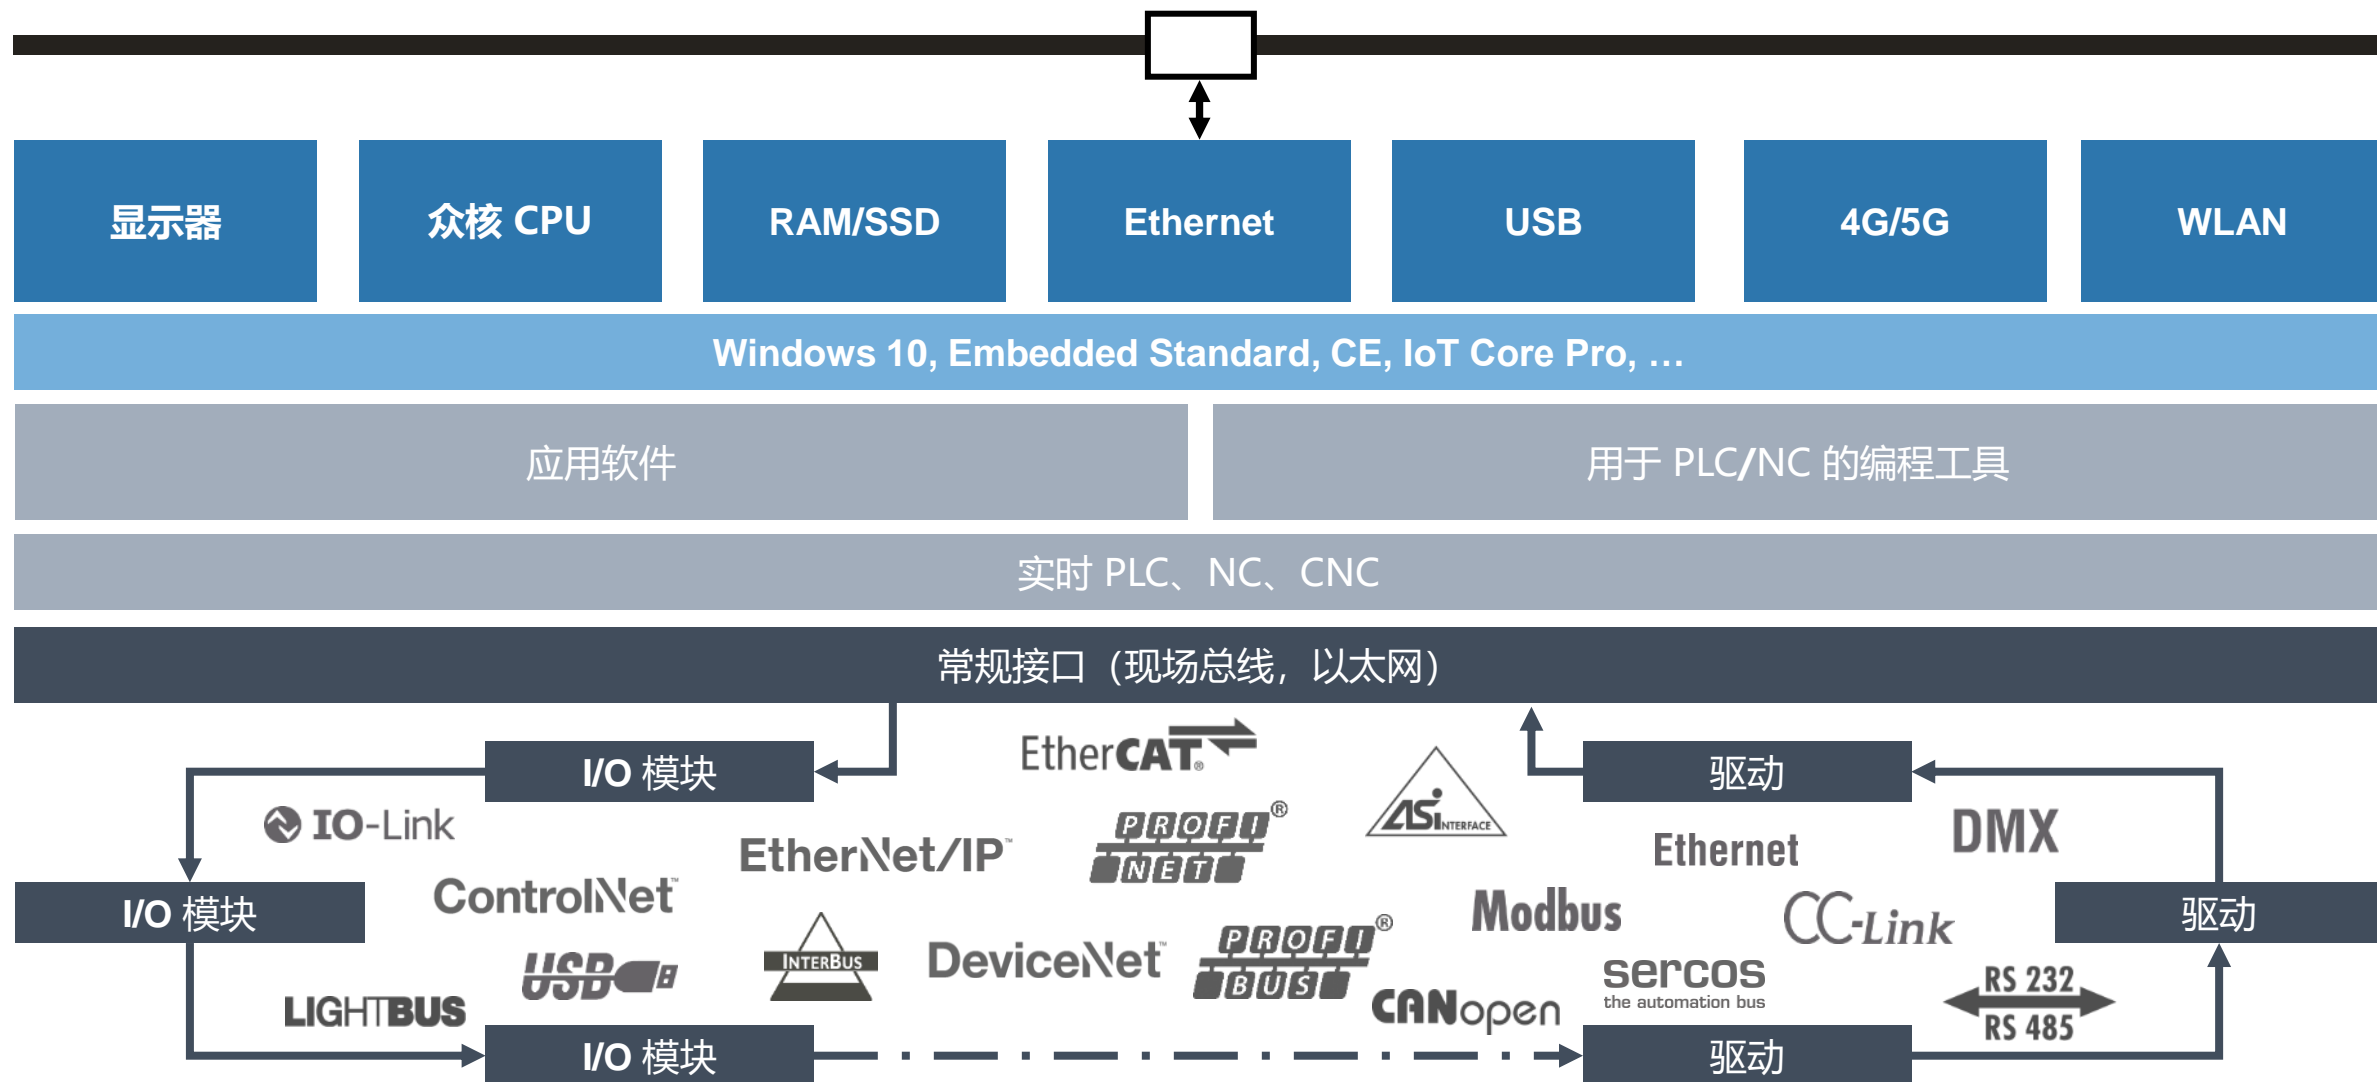 显示器
众核 CPU
RAM/SSD
Ethernet
USB
4G/5G
WLAN
Windows 10, Embedded Standard, CE, IoT Core Pro, …
应用软件
用于 PLC/NC 的编程工具
实时 PLC、NC、CNC
常规接口（现场总线，以太网）
EtherCAT®
I/O 模块
驱动
IO-Link
EtherNet/IP™
PROFI®
NET
ASi
INTERFACE
Ethernet
DMX
I/O 模块
ControlNet™
Modbus
CC-Link
驱动
USB
INTERBUS
DeviceNet™
PROFI®
BUS
sercos
the automation bus
RS 232
RS 485
LIGHTBUS
CANopen
I/O 模块
驱动